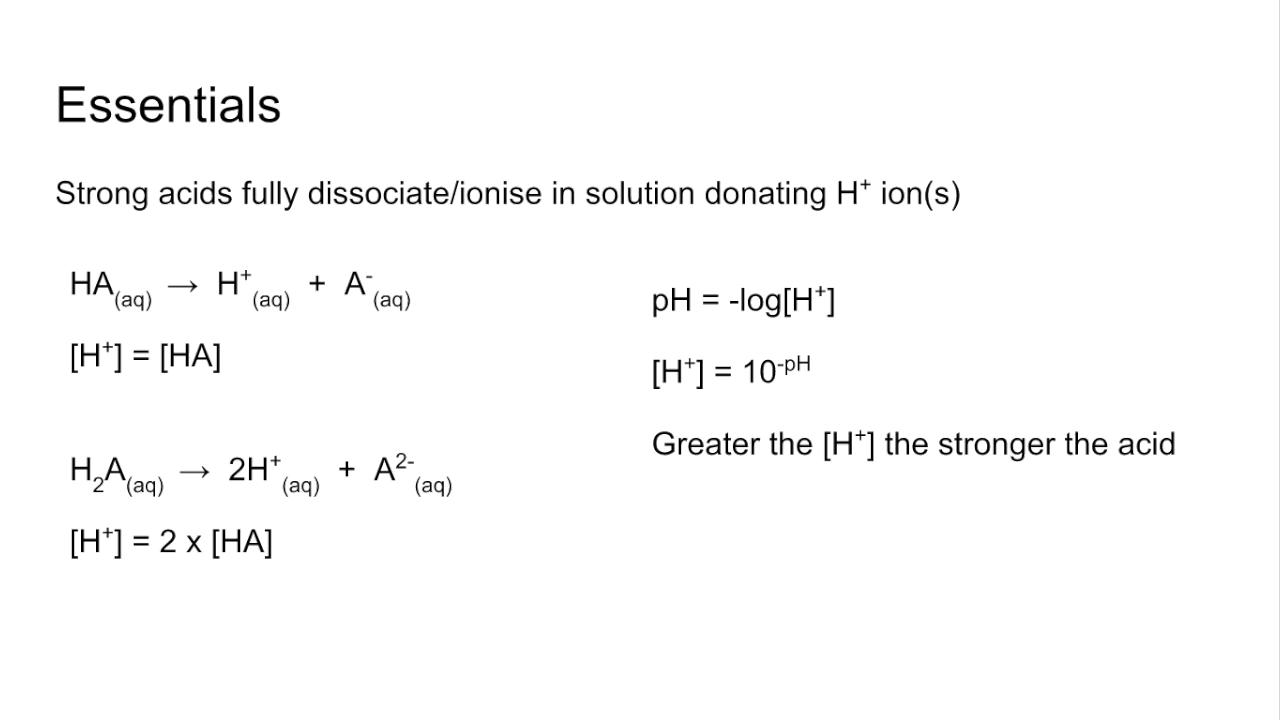 Essentials
Strong acids fully dissociate/ionise in solution donating H⁺ ion(s)
HA(aq) → H⁺(aq) + A⁻(aq)
[H⁺] = [HA]
H₂A(aq) → 2H⁺(aq) + A²⁻(aq)
[H⁺] = 2 x [HA]
pH = -log[H⁺]
[H⁺] = 10⁻ᵖᴴ
Greater the [H⁺] the stronger the acid